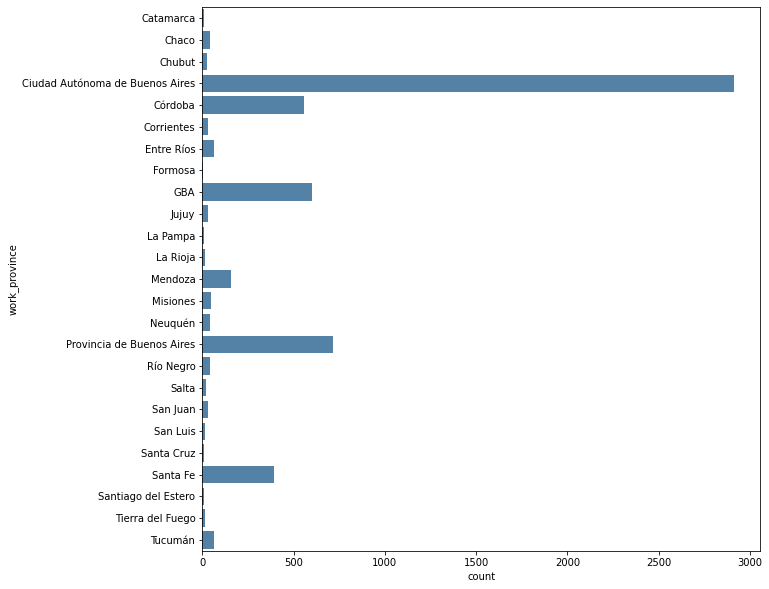 Catamarca
Chaco
Chubut
Ciudad Autónoma de Buenos Aires
Córdoba
Corrientes
Entre Ríos
Formosa
GBA
Jujuy
La Pampa
La Rioja
Mendoza
Misiones
Neuquén
Provincia de Buenos Aires
Río Negro
Salta
San Juan
San Luis
Santa Cruz
Santa Fe
Santiago del Estero
Tierra del Fuego
Tucumán
work_province
0 500 1000 1500 2000 2500 3000
count